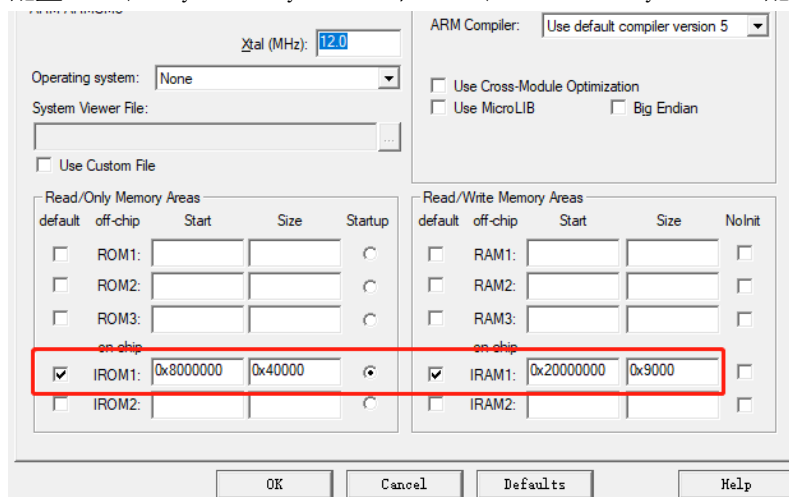 Xtal (MHz): 12.0
Operating system: None
System Viewer File:
...
Use Custom File
ARM Compiler: Use default compiler version 5
Use Cross-Module Optimization
Use MicroLIB Big Endian
Read/Only Memory Areas
default off-chip Start Size Startup
ROM1:
ROM2:
ROM3:
on-chip
IROM1: 0x8000000 0x40000
IROM2:
Read/Write Memory Areas
default off-chip Start Size NoInit
RAM1:
RAM2:
RAM3:
on-chip
IRAM1: 0x20000000 0x9000
IRAM2:
OK Cancel Defaults Help